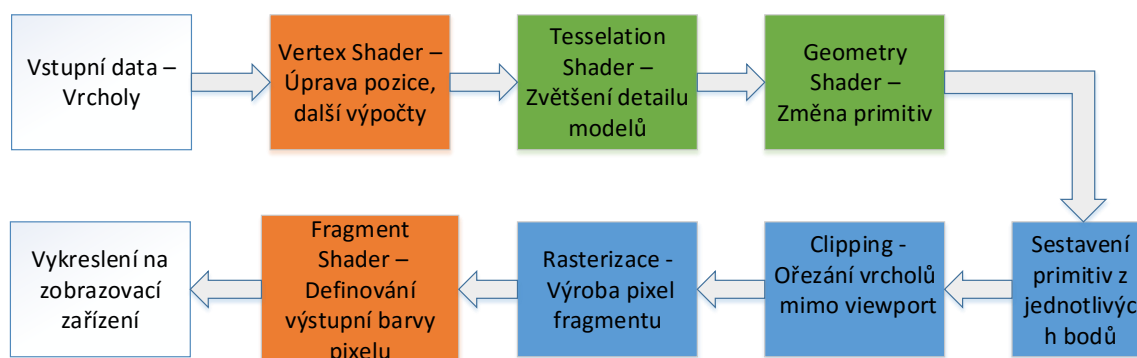 Vstupní data –
Vrcholy
Vertex Shader –
Úprava pozice,
další výpočty
Tesselation
Shader –
Zvětšení detailu
modelů
Geometry
Shader –
Změna primitiv
Sestavení
primitiv z
jednotlivýc
h bodů
Clipping -
Ořezání vrcholů
mimo viewport
Rasterizace -
Výroba pixel
fragmentu
Fragment
Shader –
Definování
výstupní barvy
pixelu
Vykreslení na
zobrazovací
zařízení